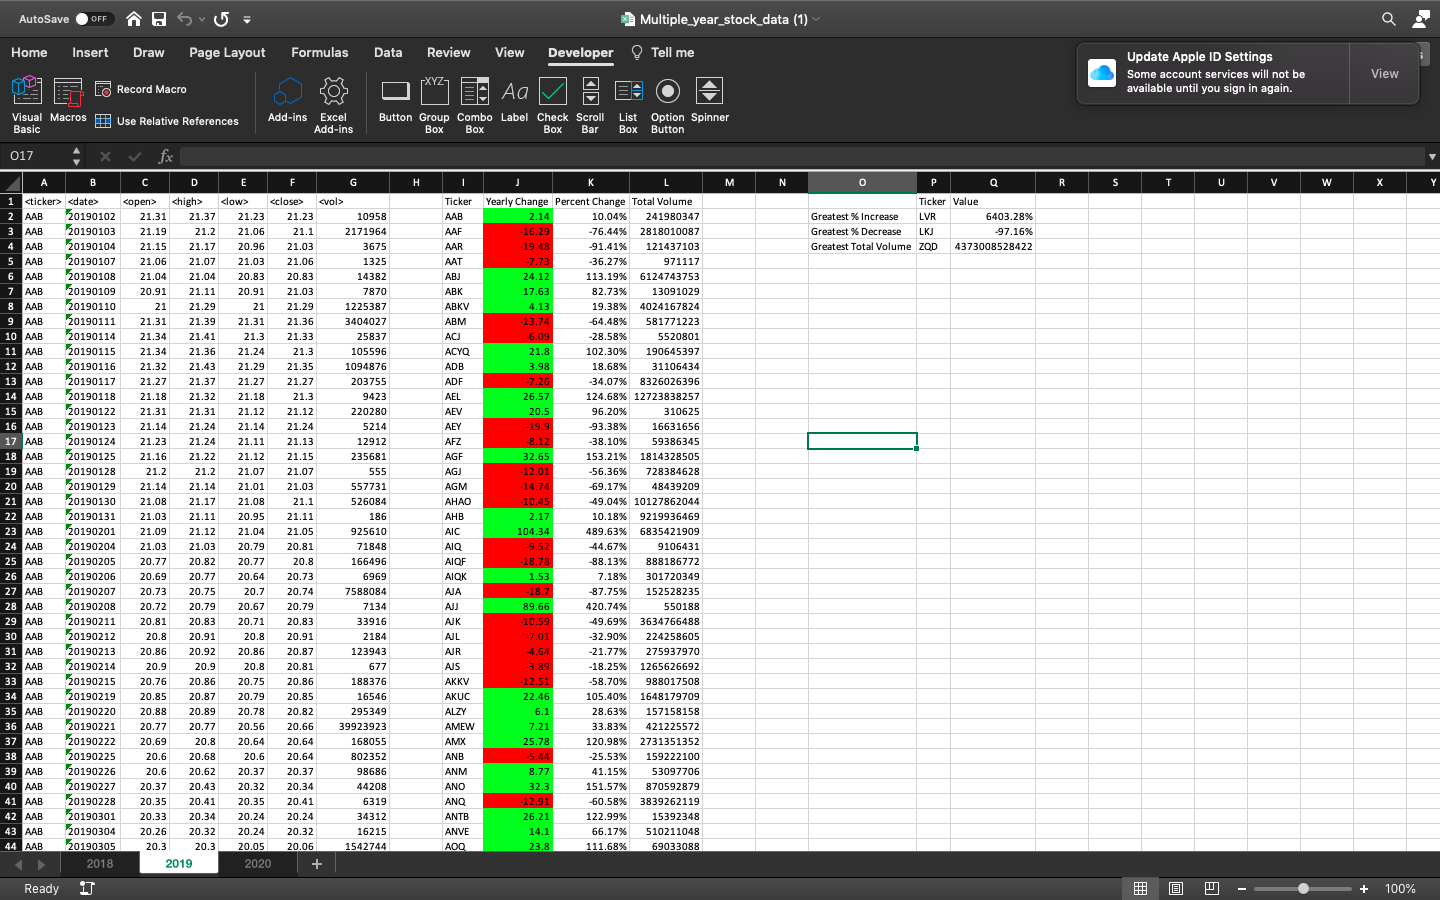 AutoSave OFF Multiple_year_stock_data (1)
Home Insert Draw Page Layout Formulas Data Review View Developer Tell me
Update Apple ID Settings
Some account services will not be
available until you sign in again.
View
Visual Basic Macros Record Macro Use Relative References Add-ins Excel Add-ins Button Group Box Combo Box Label Check Box Scroll Bar List Box Option Button Spinner
O17 fx
A B C D E F G H I J K L M N O P Q R S T U V W X Y
1 <ticker> <date> <open> <high> <low> <close> <vol> Ticker Yearly Change Percent Change Total Volume Ticker Value
2 AAB 20190102 21.31 21.37 21.23 21.23 10958 AAB 2.14 10.04% 241980347 Greatest % Increase LVR 6403.28%
3 AAB 20190103 21.19 21.2 21.06 21.1 2171964 AAF -16.29 -76.44% 2818010087 Greatest % Decrease LKJ -97.16%
4 AAB 20190104 21.15 21.17 20.96 21.03 3675 AAR -19.48 -91.41% 121437103 Greatest Total Volume ZQD 4373008528422
5 AAB 20190107 21.06 21.07 21.03 21.06 1325 AAT -7.73 -36.27% 971117
6 AAB 20190108 21.04 21.04 20.83 20.83 14382 ABJ 24.12 113.19% 6124743753
7 AAB 20190109 20.91 21.11 20.91 21.03 7870 ABK 17.63 82.73% 13091029
8 AAB 20190110 21 21.29 21 21.29 1225387 ABKV 4.13 19.38% 4024167824
9 AAB 20190111 21.31 21.39 21.31 21.36 3404027 ABM -13.74 -64.48% 581771223
10 AAB 20190114 21.34 21.41 21.3 21.33 25837 ACJ -6.09 -28.58% 5520801
11 AAB 20190115 21.34 21.36 21.24 21.3 105596 ACYQ 21.8 102.30% 190645397
12 AAB 20190116 21.32 21.43 21.29 21.35 1094876 ADB 3.98 18.68% 31106434
13 AAB 20190117 21.27 21.37 21.27 21.27 203755 ADF -7.26 -34.07% 8326026396
14 AAB 20190118 21.18 21.32 21.18 21.3 9423 AEL 26.57 124.68% 12723838257
15 AAB 20190122 21.31 21.31 21.12 21.12 220280 AEV 20.5 96.20% 310625
16 AAB 20190123 21.14 21.24 21.14 21.24 5214 AEY -19.9 -93.38% 16631656
17 AAB 20190124 21.23 21.24 21.11 21.13 12912 AFZ -8.12 -38.10% 59386345
18 AAB 20190125 21.16 21.22 21.12 21.15 235681 AGF 32.65 153.21% 1814328505
19 AAB 20190128 21.2 21.2 21.07 21.07 555 AGJ -12.01 -56.36% 728384628
20 AAB 20190129 21.14 21.14 21.01 21.03 557731 AGM -14.74 -69.17% 48439209
21 AAB 20190130 21.08 21.17 21.08 21.1 526084 AHAO -10.45 -49.04% 10127862044
22 AAB 20190131 21.03 21.11 20.95 21.11 186 AHB 2.17 10.18% 9219936469
23 AAB 20190201 21.09 21.12 21.04 21.05 925610 AIC 104.34 489.63% 6835421909
24 AAB 20190204 21.03 21.03 20.79 20.81 71848 AIQ -9.52 -44.67% 9106431
25 AAB 20190205 20.77 20.82 20.77 20.8 166496 AIQF -18.78 -88.13% 888186772
26 AAB 20190206 20.69 20.77 20.64 20.73 6969 AIQK 1.53 7.18% 301720349
27 AAB 20190207 20.73 20.75 20.7 20.74 7588084 AJA -18.7 -87.75% 152528235
28 AAB 20190208 20.72 20.79 20.67 20.79 7134 AJJ 89.66 420.74% 550188
29 AAB 20190211 20.81 20.83 20.71 20.83 33916 AJK -10.59 -49.69% 3634766488
30 AAB 20190212 20.8 20.91 20.8 20.91 2184 AJL -7.01 -32.90% 224258605
31 AAB 20190213 20.86 20.92 20.86 20.87 123943 AJR -4.64 -21.77% 275937970
32 AAB 20190214 20.9 20.9 20.8 20.81 677 AJS -3.89 -18.25% 1265626692
33 AAB 20190215 20.76 20.86 20.75 20.86 188376 AKKV -12.51 -58.70% 988017508
34 AAB 20190219 20.85 20.87 20.79 20.85 16546 AKUC 22.46 105.40% 1648179709
35 AAB 20190220 20.88 20.89 20.78 20.82 295349 ALZY 6.1 28.63% 157158158
36 AAB 20190221 20.77 20.77 20.56 20.66 39923923 AMEW 7.21 33.83% 421225572
37 AAB 20190222 20.69 20.8 20.64 20.64 168055 AMX 25.78 120.98% 2731351352
38 AAB 20190225 20.6 20.68 20.6 20.64 802352 ANB -5.44 -25.53% 159222100
39 AAB 20190226 20.6 20.62 20.37 20.37 98686 ANM 8.77 41.15% 53097706
40 AAB 20190227 20.37 20.43 20.32 20.34 44208 ANO 32.3 151.57% 870592879
41 AAB 20190228 20.35 20.41 20.35 20.41 6319 ANQ -12.91 -60.58% 3839262119
42 AAB 20190301 20.33 20.34 20.24 20.24 34312 ANTB 26.21 122.99% 15392348
43 AAB 20190304 20.26 20.32 20.24 20.32 16215 ANVE 14.1 66.17% 510211048
44 AAB 20190305 20.3 20.3 20.05 20.06 1542744 AOQ 23.8 111.68% 69033088
2018 2019 2020 +
Ready 100%